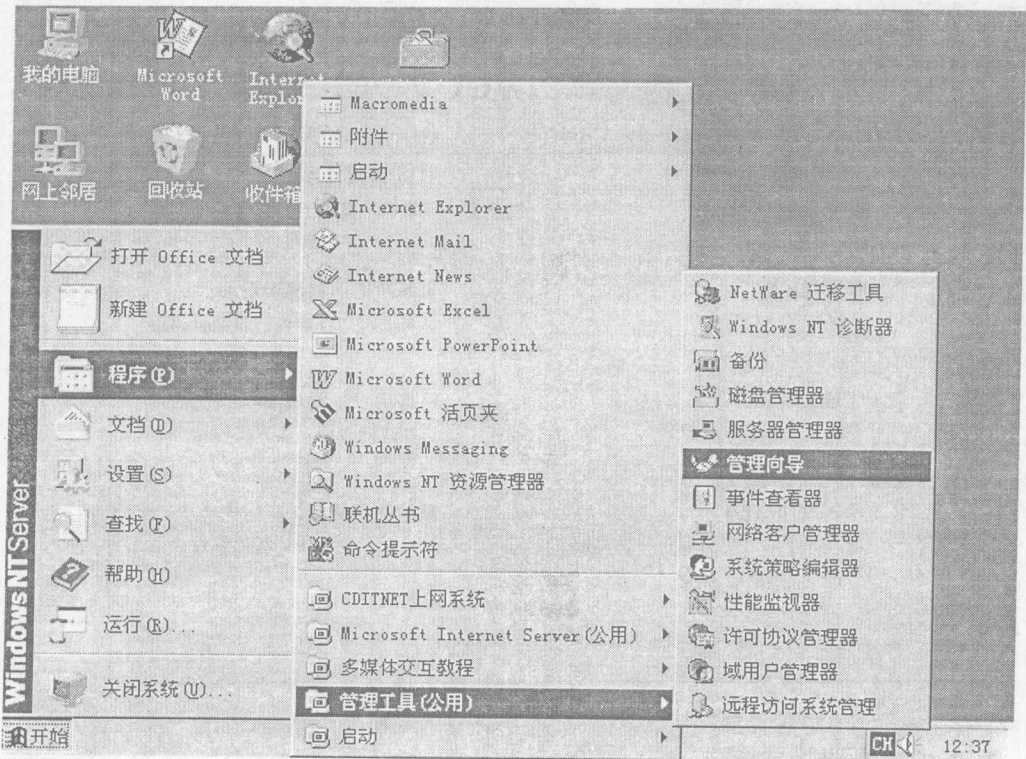 我的电脑
Microsoft Word
Internet
Explo
网上邻居
回收站
收件箱
Windows NT Server
打开 Office 文档
新建 Office 文档
程序(P)
文档(D)
设置(S)
查找(F)
帮助(H)
运行(R)...
关闭系统(U)...
Macromedia
附件
启动
Internet Explorer
Internet Mail
Internet News
Microsoft Excel
Microsoft PowerPoint
Microsoft Word
Microsoft 活页夹
Windows Messaging
Windows NT 资源管理器
联机丛书
命令提示符
CDITNET上网系统
Microsoft Internet Server(公用)
多媒体交互教程
管理工具(公用)
启动
NetWare 迁移工具
Windows NT 诊断器
备份
磁盘管理器
服务器管理器
管理向导
事件查看器
网络客户管理器
系统策略编辑器
性能监视器
许可协议管理器
域用户管理器
远程访问系统管理
开始
CH
12:37